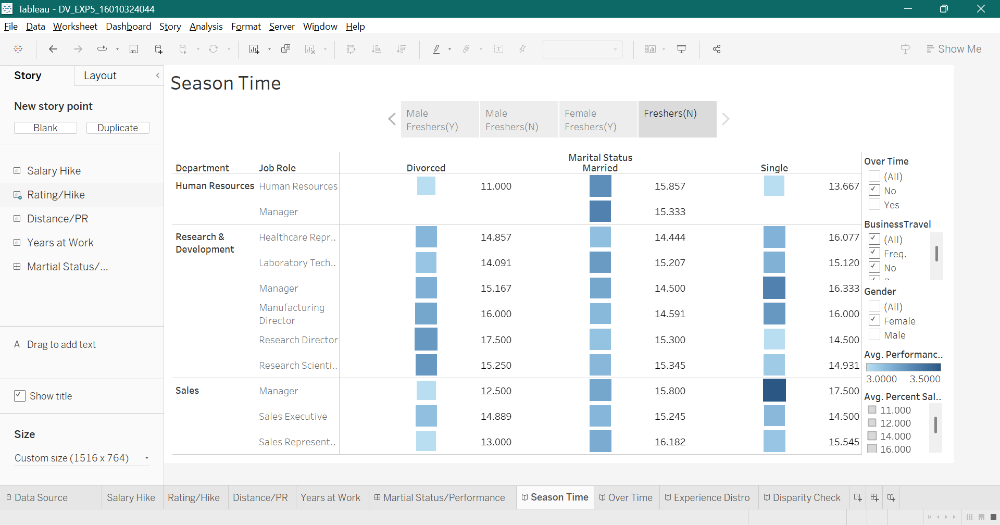 Tableau - DV_EXP5_16010324044
File Data Worksheet Dashboard Story Analysis Format Server Window Help
Show Me
Story Layout
Season Time
New story point
Blank Duplicate
Salary Hike
Rating/Hike
Distance/PR
Years at Work
Martial Status/...
A Drag to add text
Show title
Size
Custom size (1516 x 764)
Male Freshers(Y)
Male Freshers(N)
Female Freshers(Y)
Freshers(N)
Marital Status
Department Job Role Divorced Married Single
Human Resources Human Resources 11.000 15.857 13.667
Manager 15.333
Research & Development Healthcare Repr.. 14.857 14.444 16.077
Laboratory Tech.. 14.091 15.207 15.120
Manager 15.167 14.500 16.333
Manufacturing Director 16.000 14.591 16.000
Research Director 17.500 15.300 14.500
Research Scienti.. 15.250 15.345 14.931
Sales Manager 12.500 15.800 17.500
Sales Executive 14.889 15.245 14.500
Sales Represent.. 13.000 16.182 15.545
Over Time
(All)
No
Yes
BusinessTravel
(All)
Freq.
No
Gender
(All)
Female
Male
Avg. Performanc..
3.0000 3.5000
Avg. Percent Sal..
11.000
12.000
14.000
16.000
Data Source Salary Hike Rating/Hike Distance/PR Years at Work Martial Status/Performance Season Time Over Time Experience Distro Disparity Check